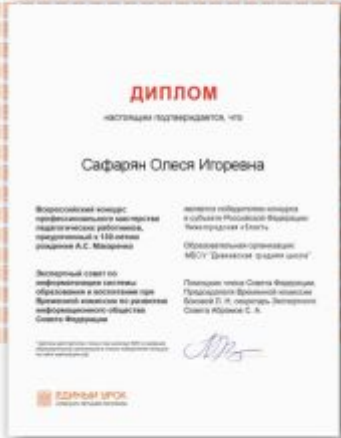 ДИПЛОМ
настоящим подтверждается, что
Сафарян Олеся Игоревна
Всероссийский конкурс
профессионального мастерства
педагогических работников,
приуроченный к 130-летию
рождения А.С. Макаренко
является победителем конкурса
в субъекте Российской Федерации
Нижегородская область
Образовательная организация:
МБОУ средняя школа"
Экспертный совет по
информатизации системы
образования и воспитания при
Временной комиссии по развитию
информационного общества
Совета Федерации
Помощник члена Совета Федерации,
Председателя Временной комиссии
Боковой Л. Н. секретарь Экспертного
Совета Абрамов С. А.
ЕДИНЫЙ УРОК